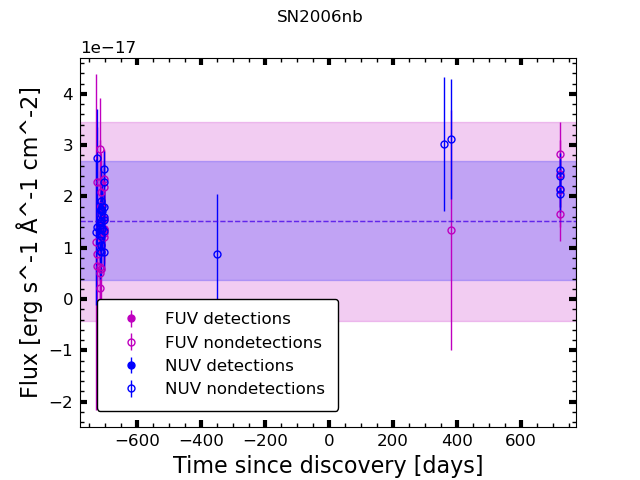 SN2006nb
1e−17
4
3
2
1
0
−1
−2
Flux [erg s^-1 Å^-1 cm^-2]
FUV detections
FUV nondetections
NUV detections
NUV nondetections
−600 −400 −200 0 200 400 600
Time since discovery [days]